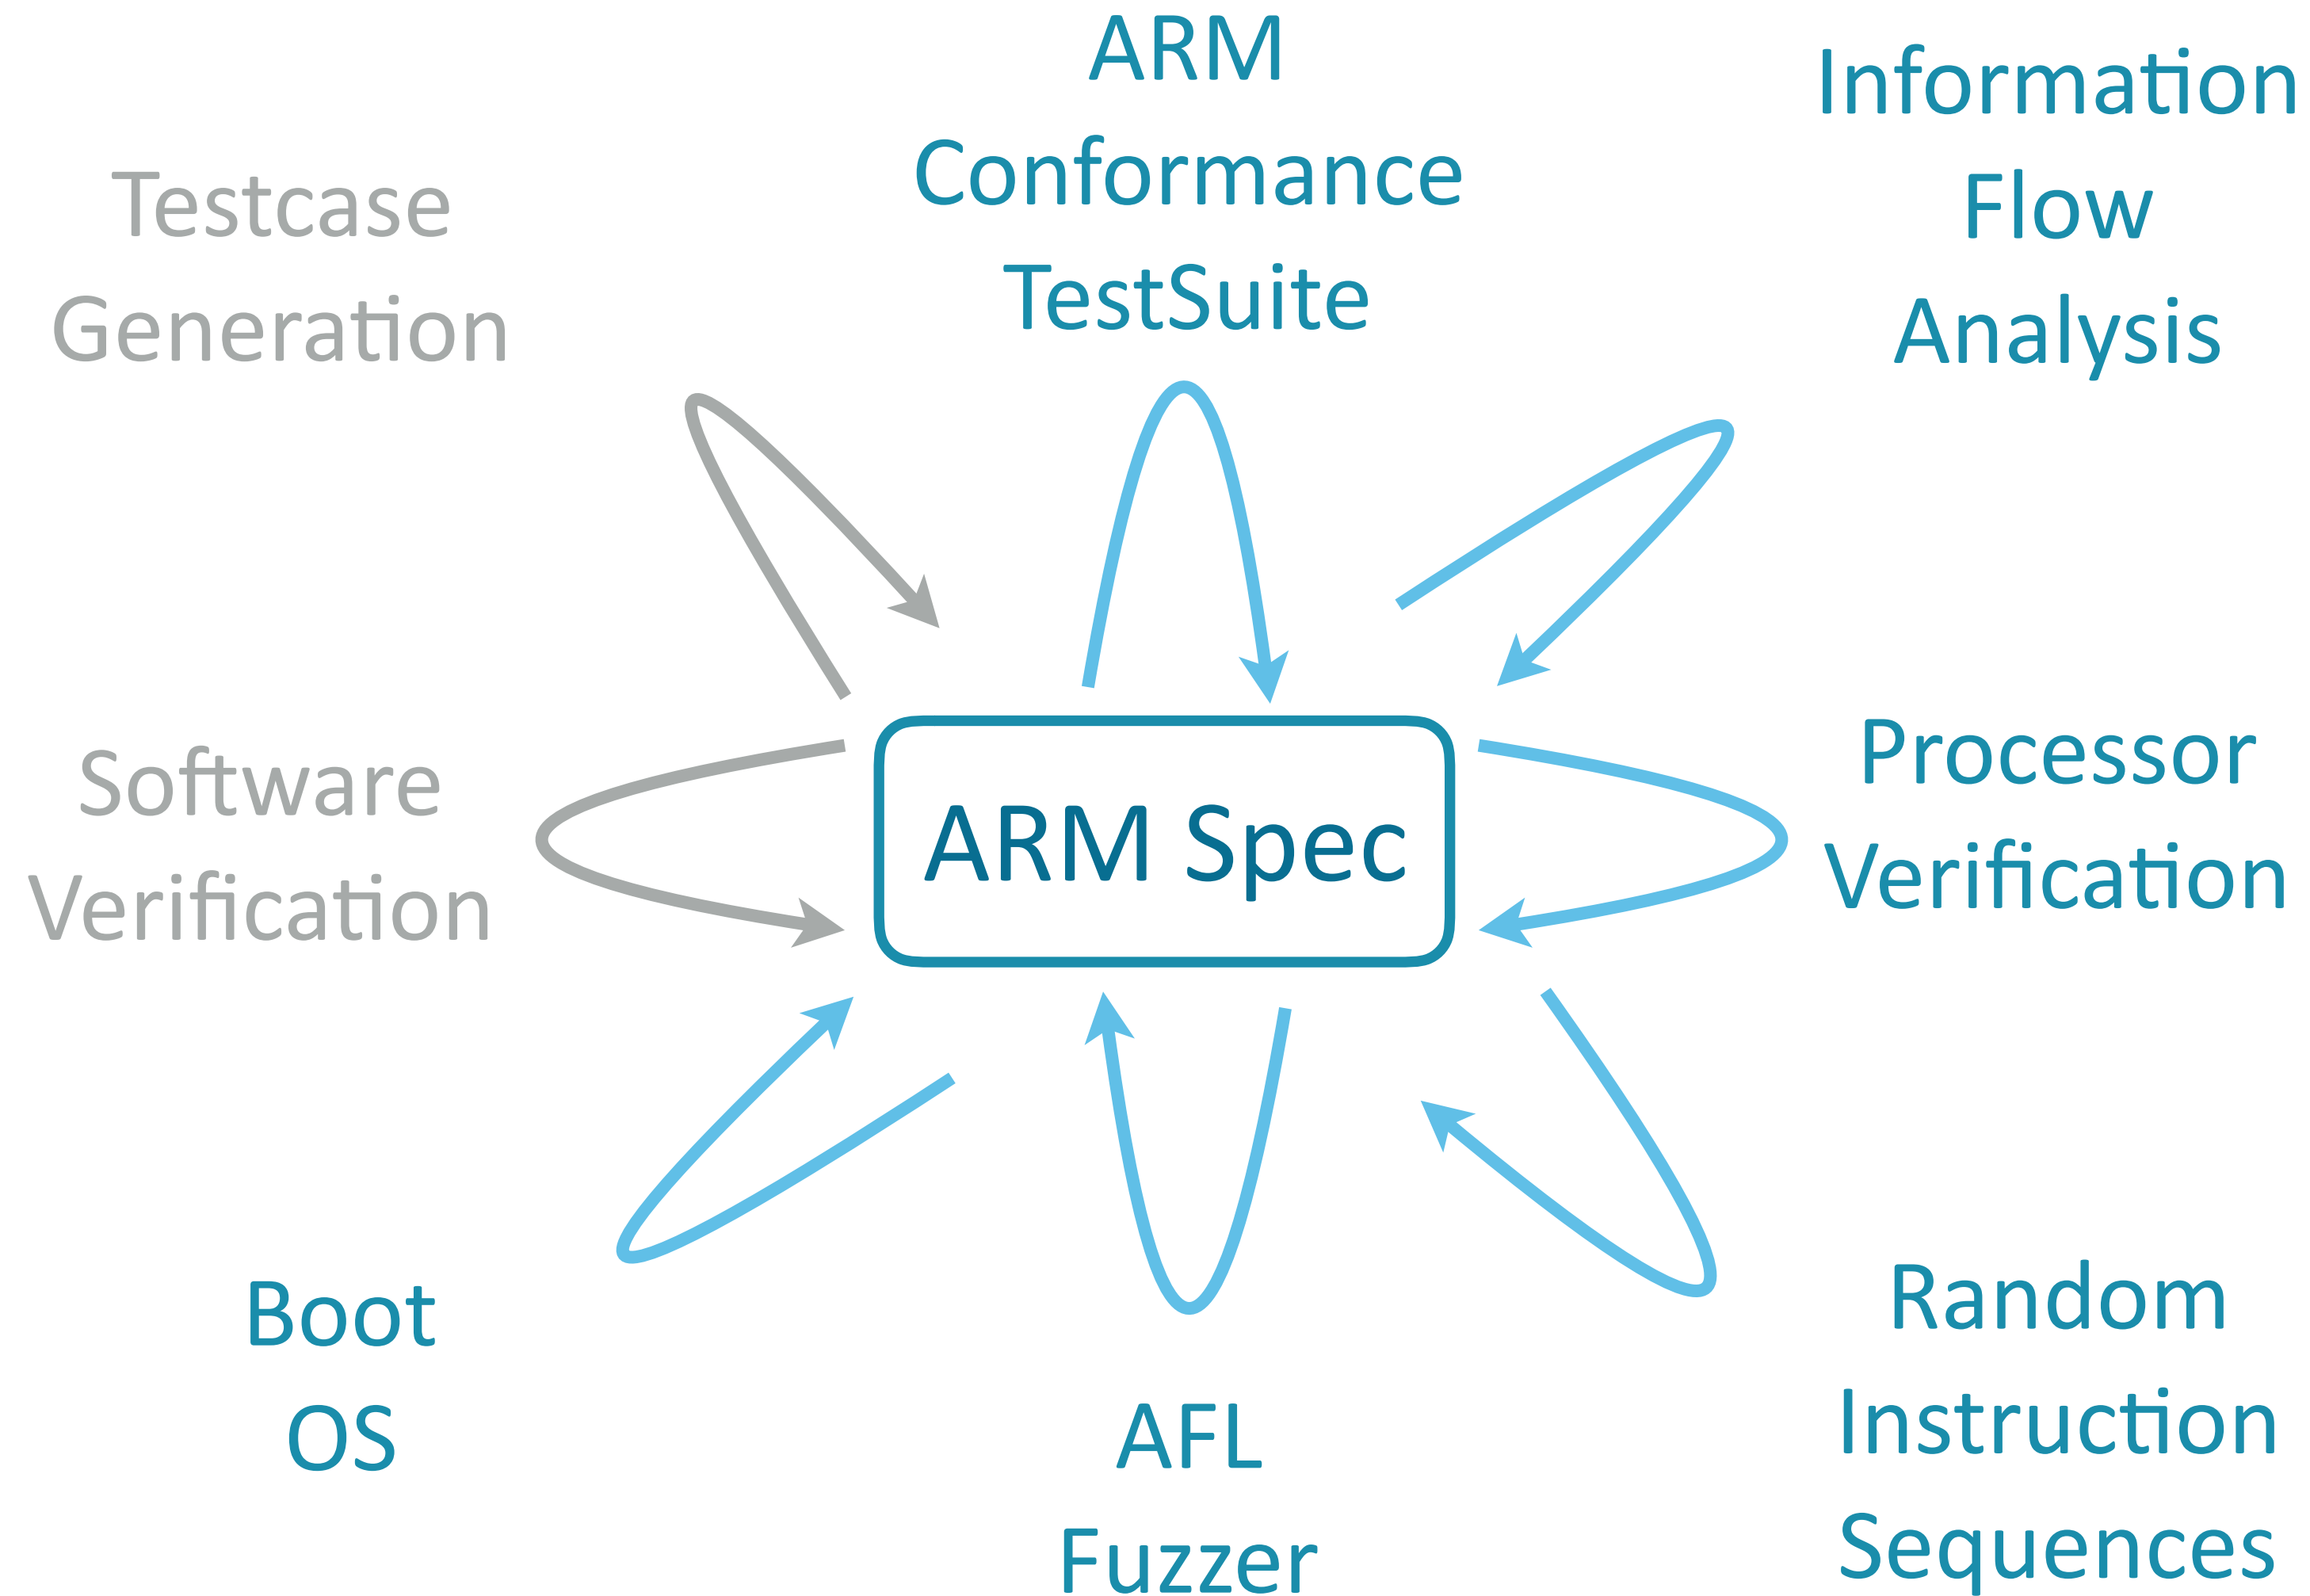 ARM
Conformance
TestSuite
Information
Flow
Analysis
Testcase
Generation
Software
Verification
ARM Spec
Processor
Verification
Boot
OS
AFL
Fuzzer
Random
Instruction
Sequences